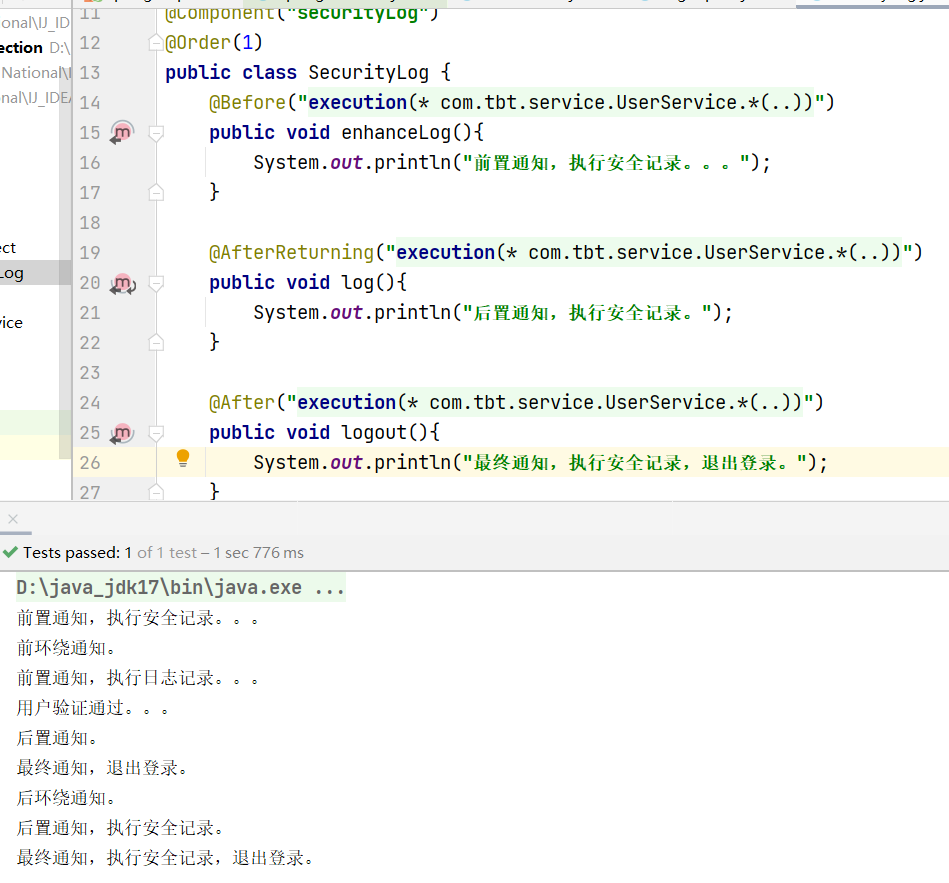 onal\IJ_ID
ection D:\
National\I
nal\IJ_IDEA
ect
Log
vice
11 @Component("securityLog")
12 @Order(1)
13 public class SecurityLog {
14 @Before("execution(* com.tbt.service.UserService.*(..))")
15 public void enhanceLog(){
16 System.out.println("前置通知，执行安全记录。。。");
17 }
18
19 @AfterReturning("execution(* com.tbt.service.UserService.*(..))")
20 public void log(){
21 System.out.println("后置通知，执行安全记录。");
22 }
23
24 @After("execution(* com.tbt.service.UserService.*(..))")
25 public void logout(){
26 System.out.println("最终通知，执行安全记录，退出登录。");
27 }
Tests passed: 1 of 1 test – 1 sec 776 ms
D:\java_jdk17\bin\java.exe ...
前置通知，执行安全记录。。。
前环绕通知。
前置通知，执行日志记录。。。
用户验证通过。。。
后置通知。
最终通知，退出登录。
后环绕通知。
后置通知，执行安全记录。
最终通知，执行安全记录，退出登录。